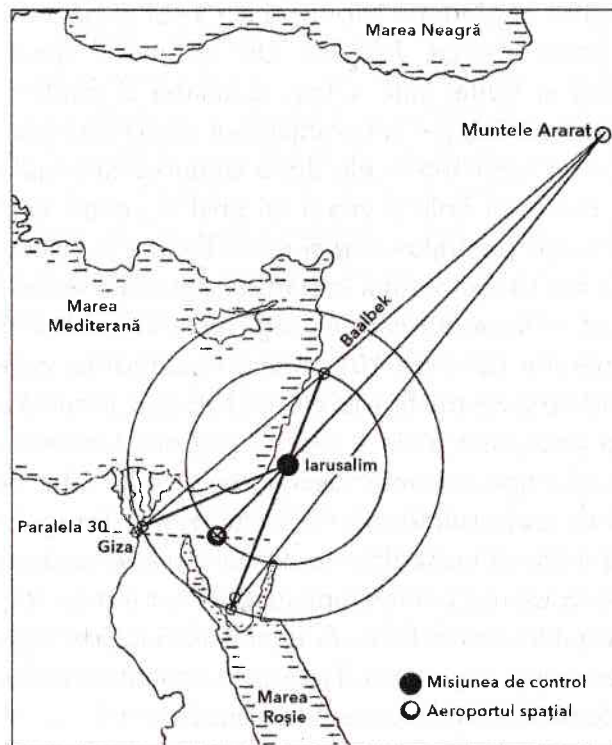 Marea Neagră
Muntele Ararat
Marea
Mediterană
Baalbek
Iarusalim
Paralela 30
Giza
Marea
Roșie
Misiunea de control
Aeroportul spațial